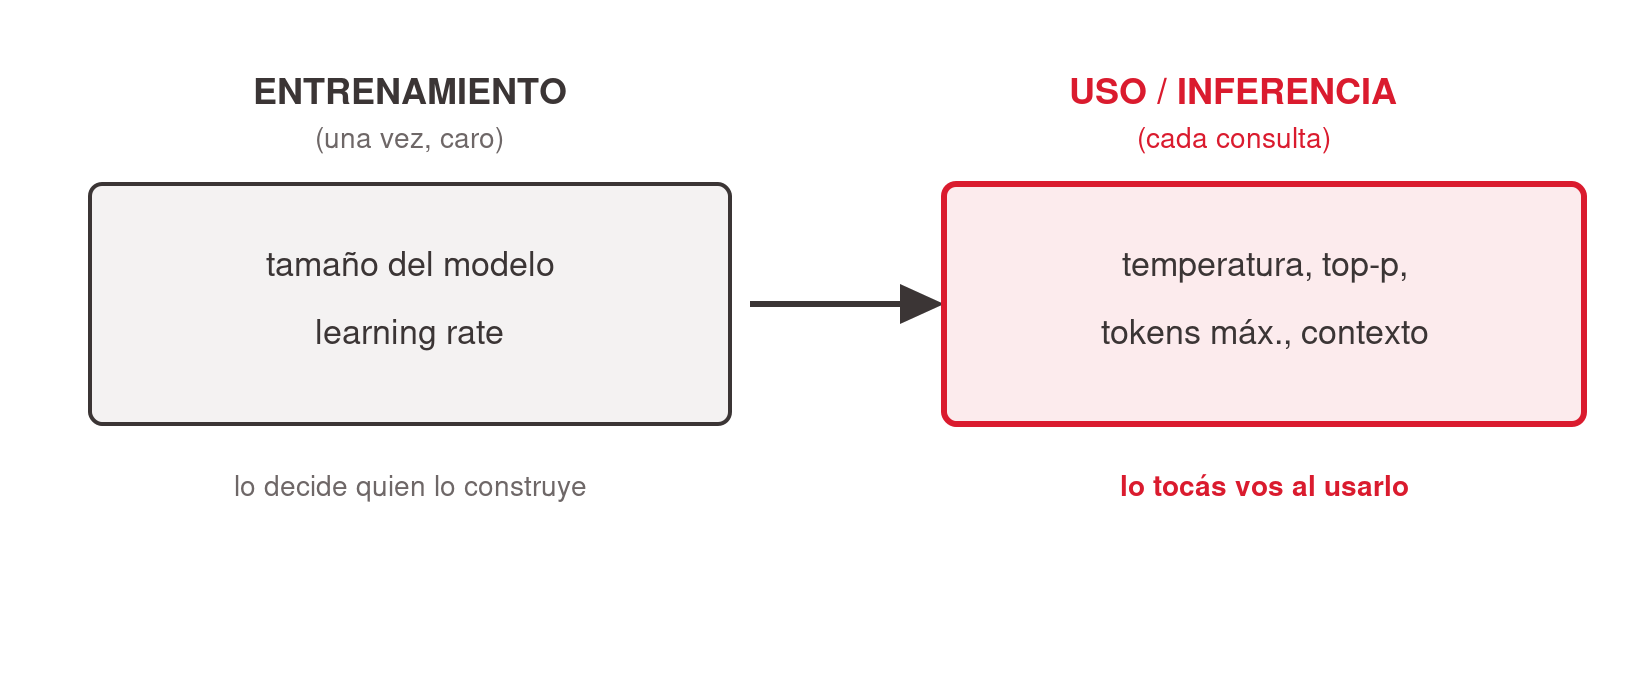 ENTRENAMIENTO
(una vez, caro)
tamaño del modelo
learning rate
lo decide quien lo construye
USO / INFERENCIA
(cada consulta)
temperatura, top-p,
tokens máx., contexto
lo tocás vos al usarlo